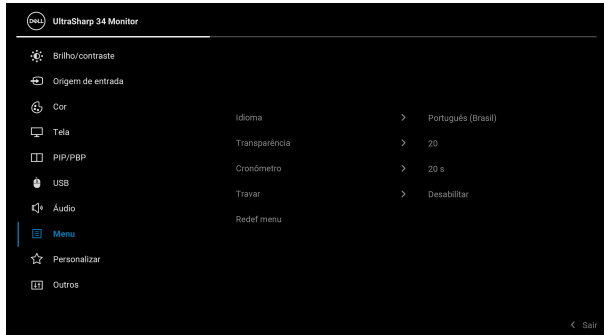 DELL UltraSharp 34 Monitor
Brilho/contraste
Origem de entrada
Cor
Tela
PIP/PBP
USB
Áudio
Menu
Personalizar
Outros
Idioma > Português (Brasil)
Transparência > 20
Cronômetro > 20 s
Travar > Desabilitar
Redef menu
< Sair